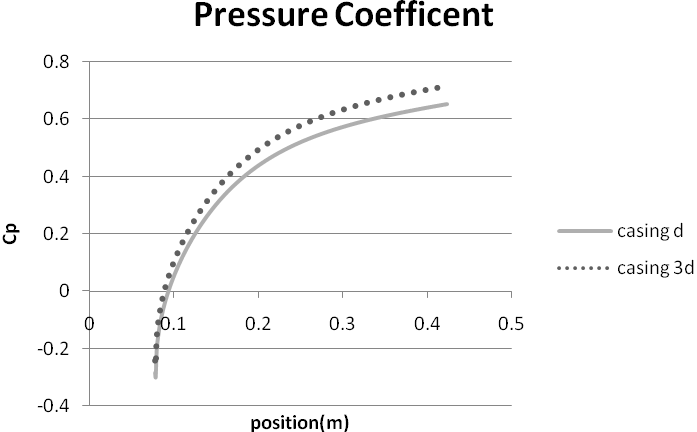 Pressure Coefficent
0.8
0.6
0.4
0.2
0
-0.2
-0.4
0 0.1 0.2 0.3 0.4 0.5
Cp
position(m)
casing d
casing 3d